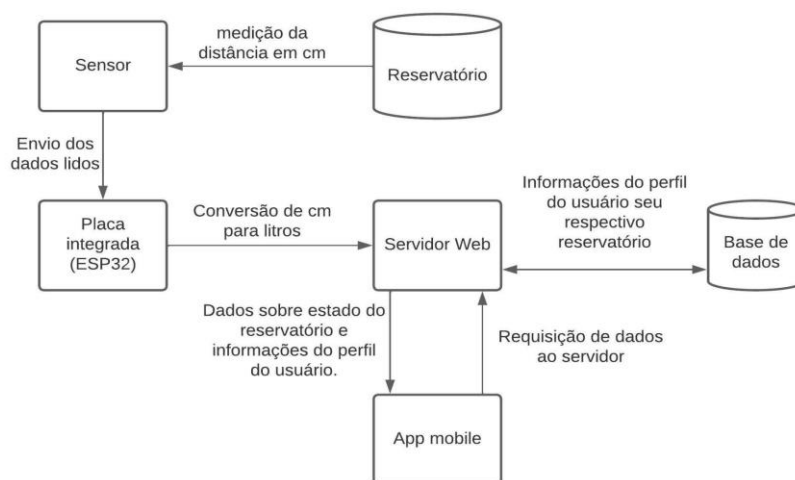 medição da
distância em cm
Sensor
Reservatório
Envio dos
dados lidos
Placa
integrada
(ESP32)
Conversão de cm
para litros
Servidor Web
Informações do perfil
do usuário seu
respectivo
reservatório
Base de
dados
Dados sobre estado do
reservatório e
informações do perfil
do usuário.
Requisição de dados
ao servidor
App mobile